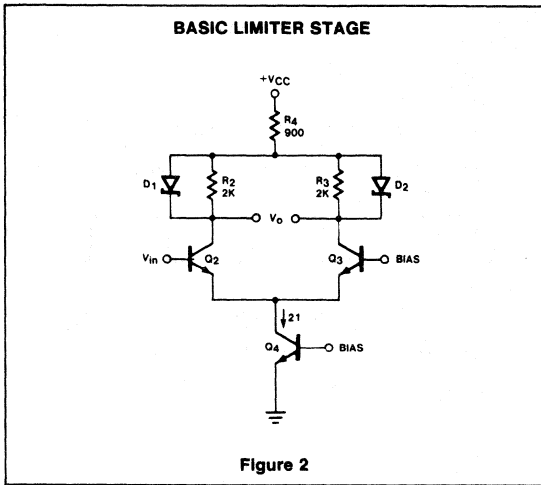 BASIC LIMITER STAGE
+VCC
R4
900
D1
R2
2K
R3
2K
D2
Vo
Vin
Q2
Q3
BIAS
21
Q4
BIAS
Figure 2